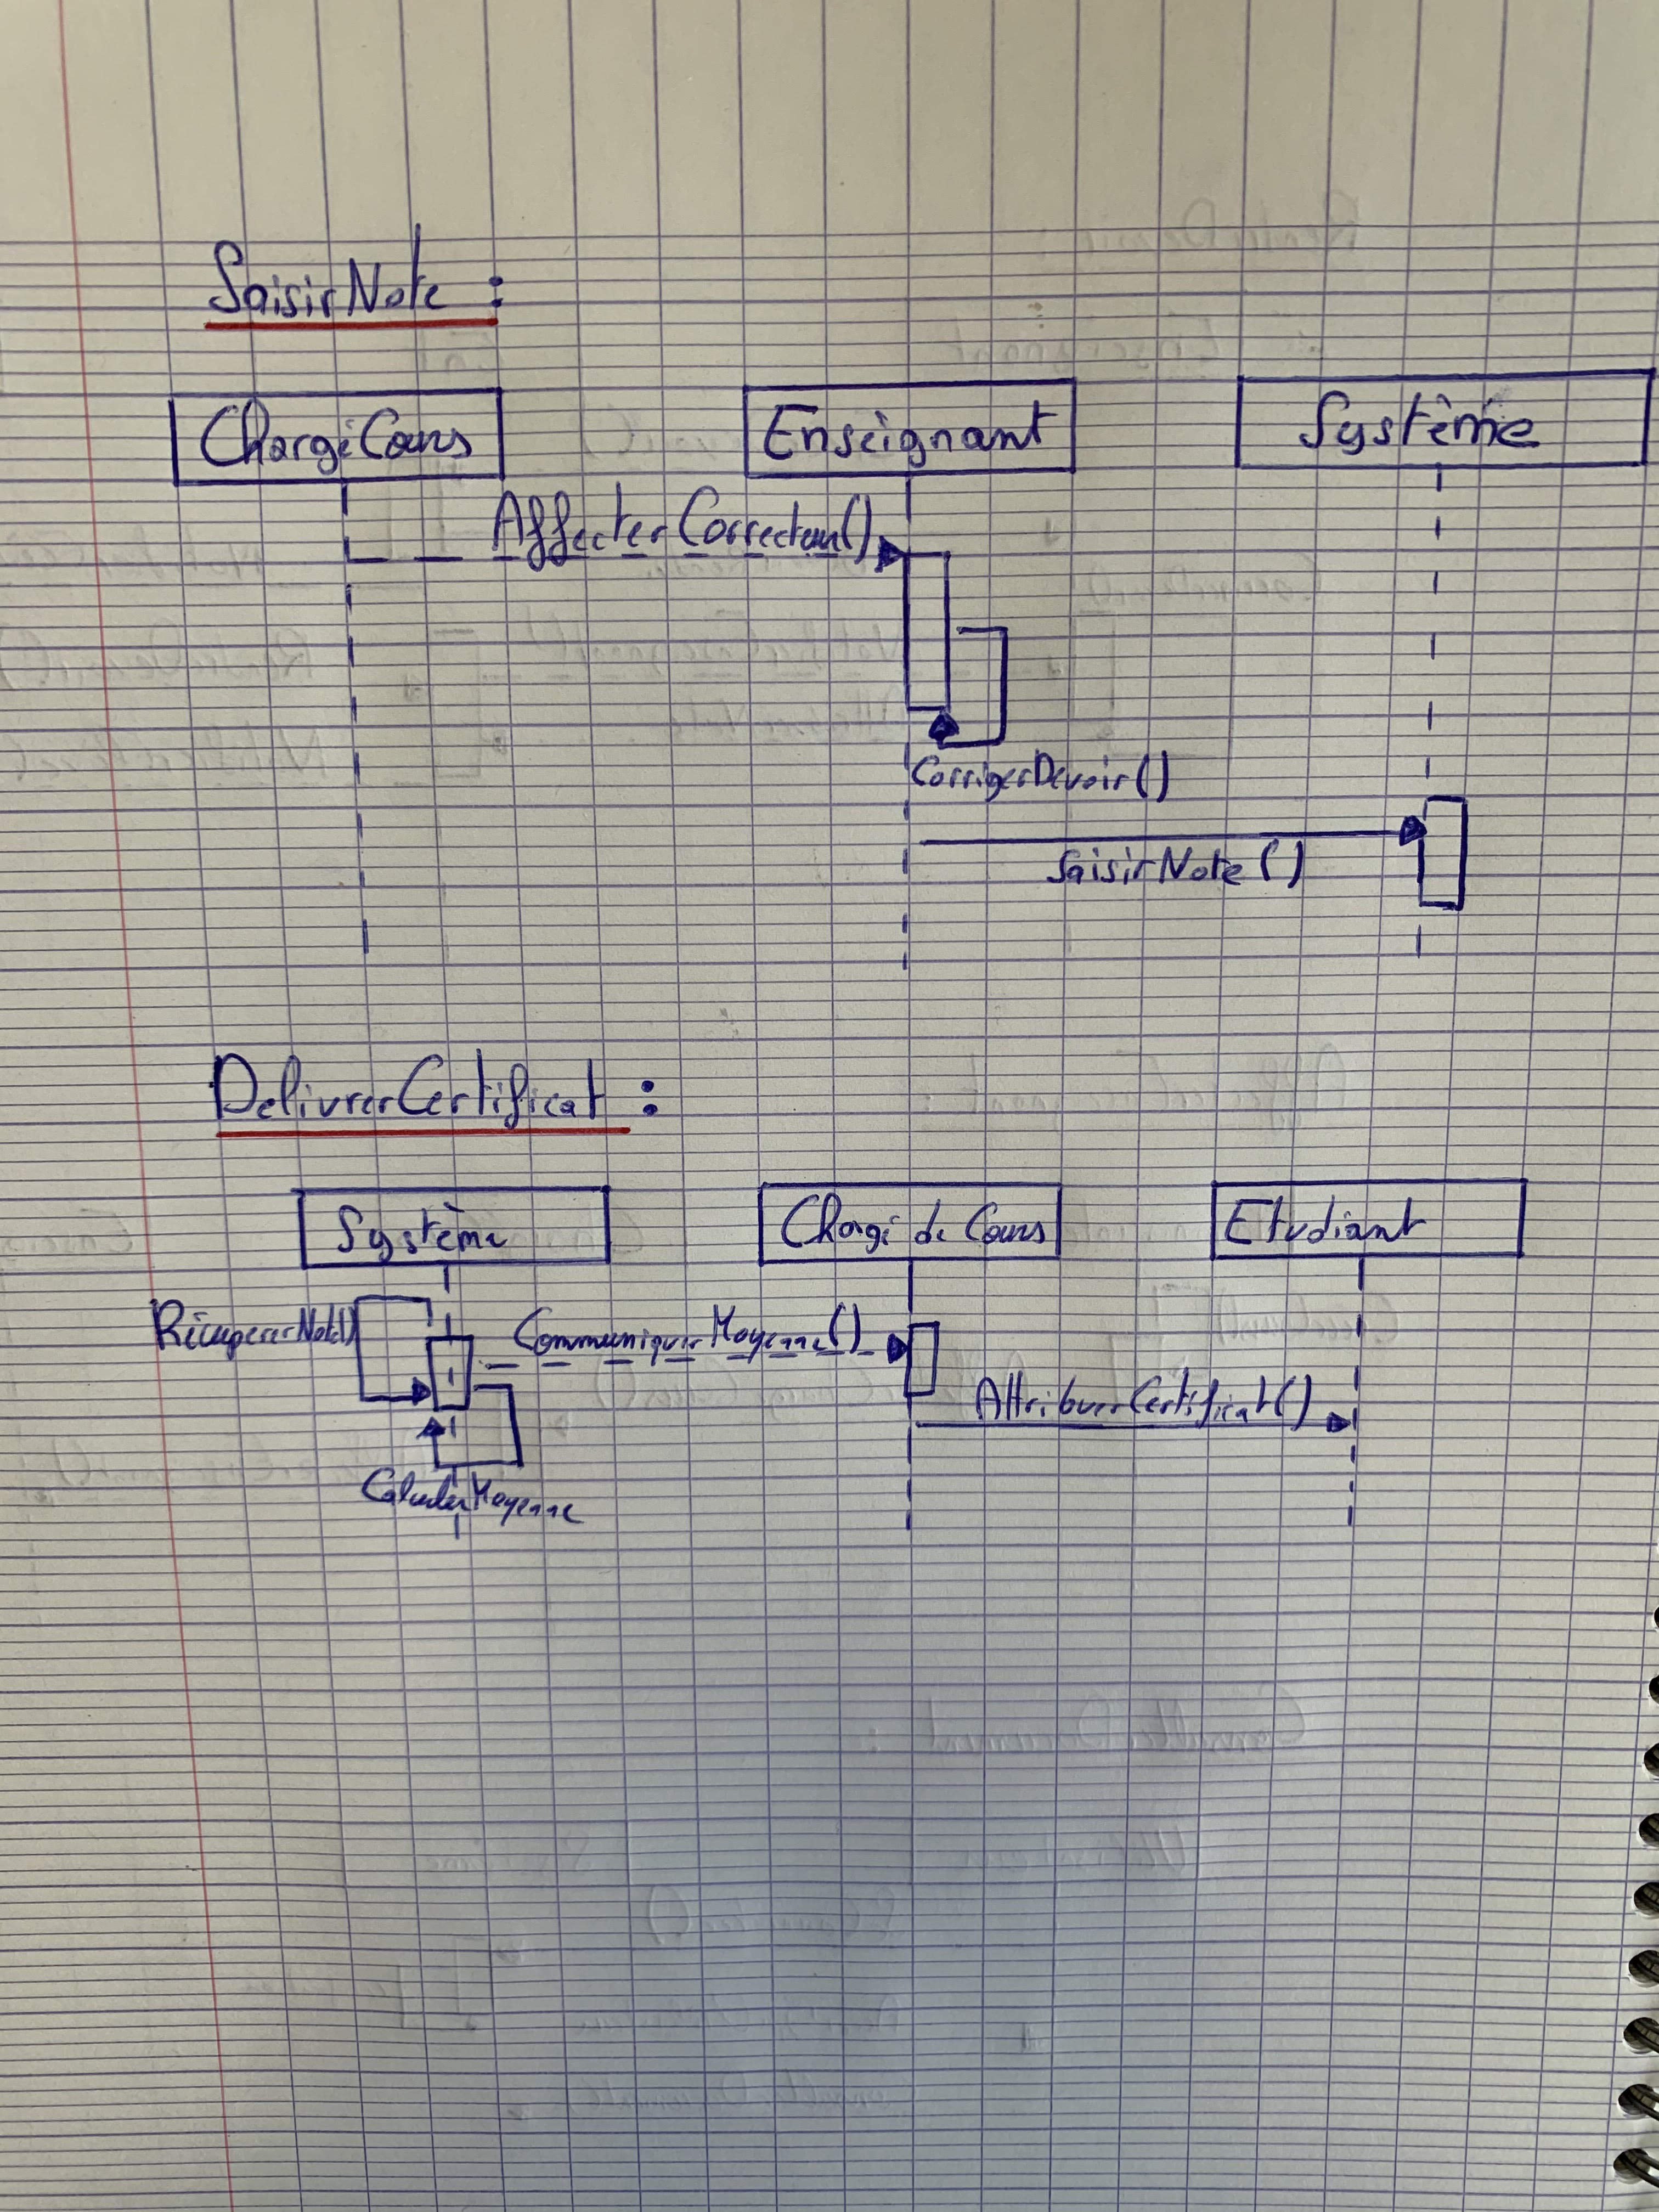 SaisirNote :
ChargéCours Enseignant Système
AffecterCorrecteur()
CorrigerDevoir()
SaisirNote()
DelivrerCertificat :
Système Chargé de Cours Etudiant
RécupererNote()
CommuniquerMoyenne()
AttribuerCertificat()
CalculerMoyenne